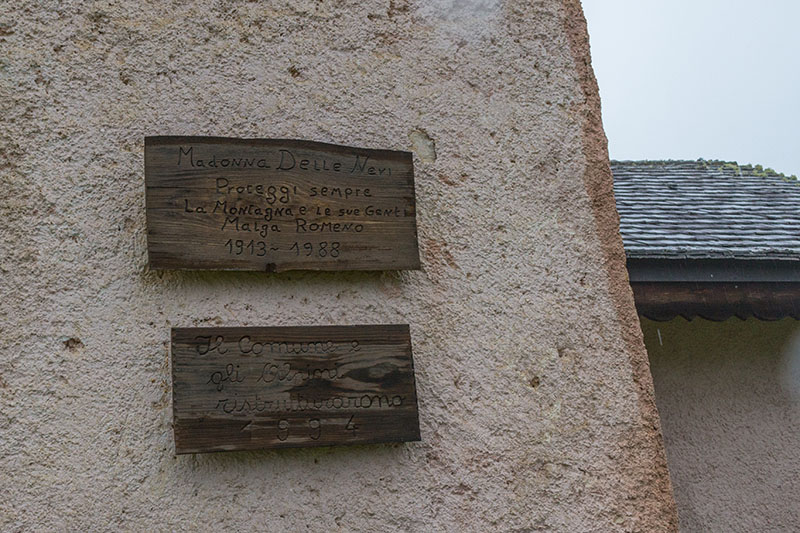 Madonna Delle Nevi
Proteggi sempre
La Montagna e le sue Genti
Malga Romeno
1913~1988
Il Comune e
gli Alpini
ristrutturarono
1994